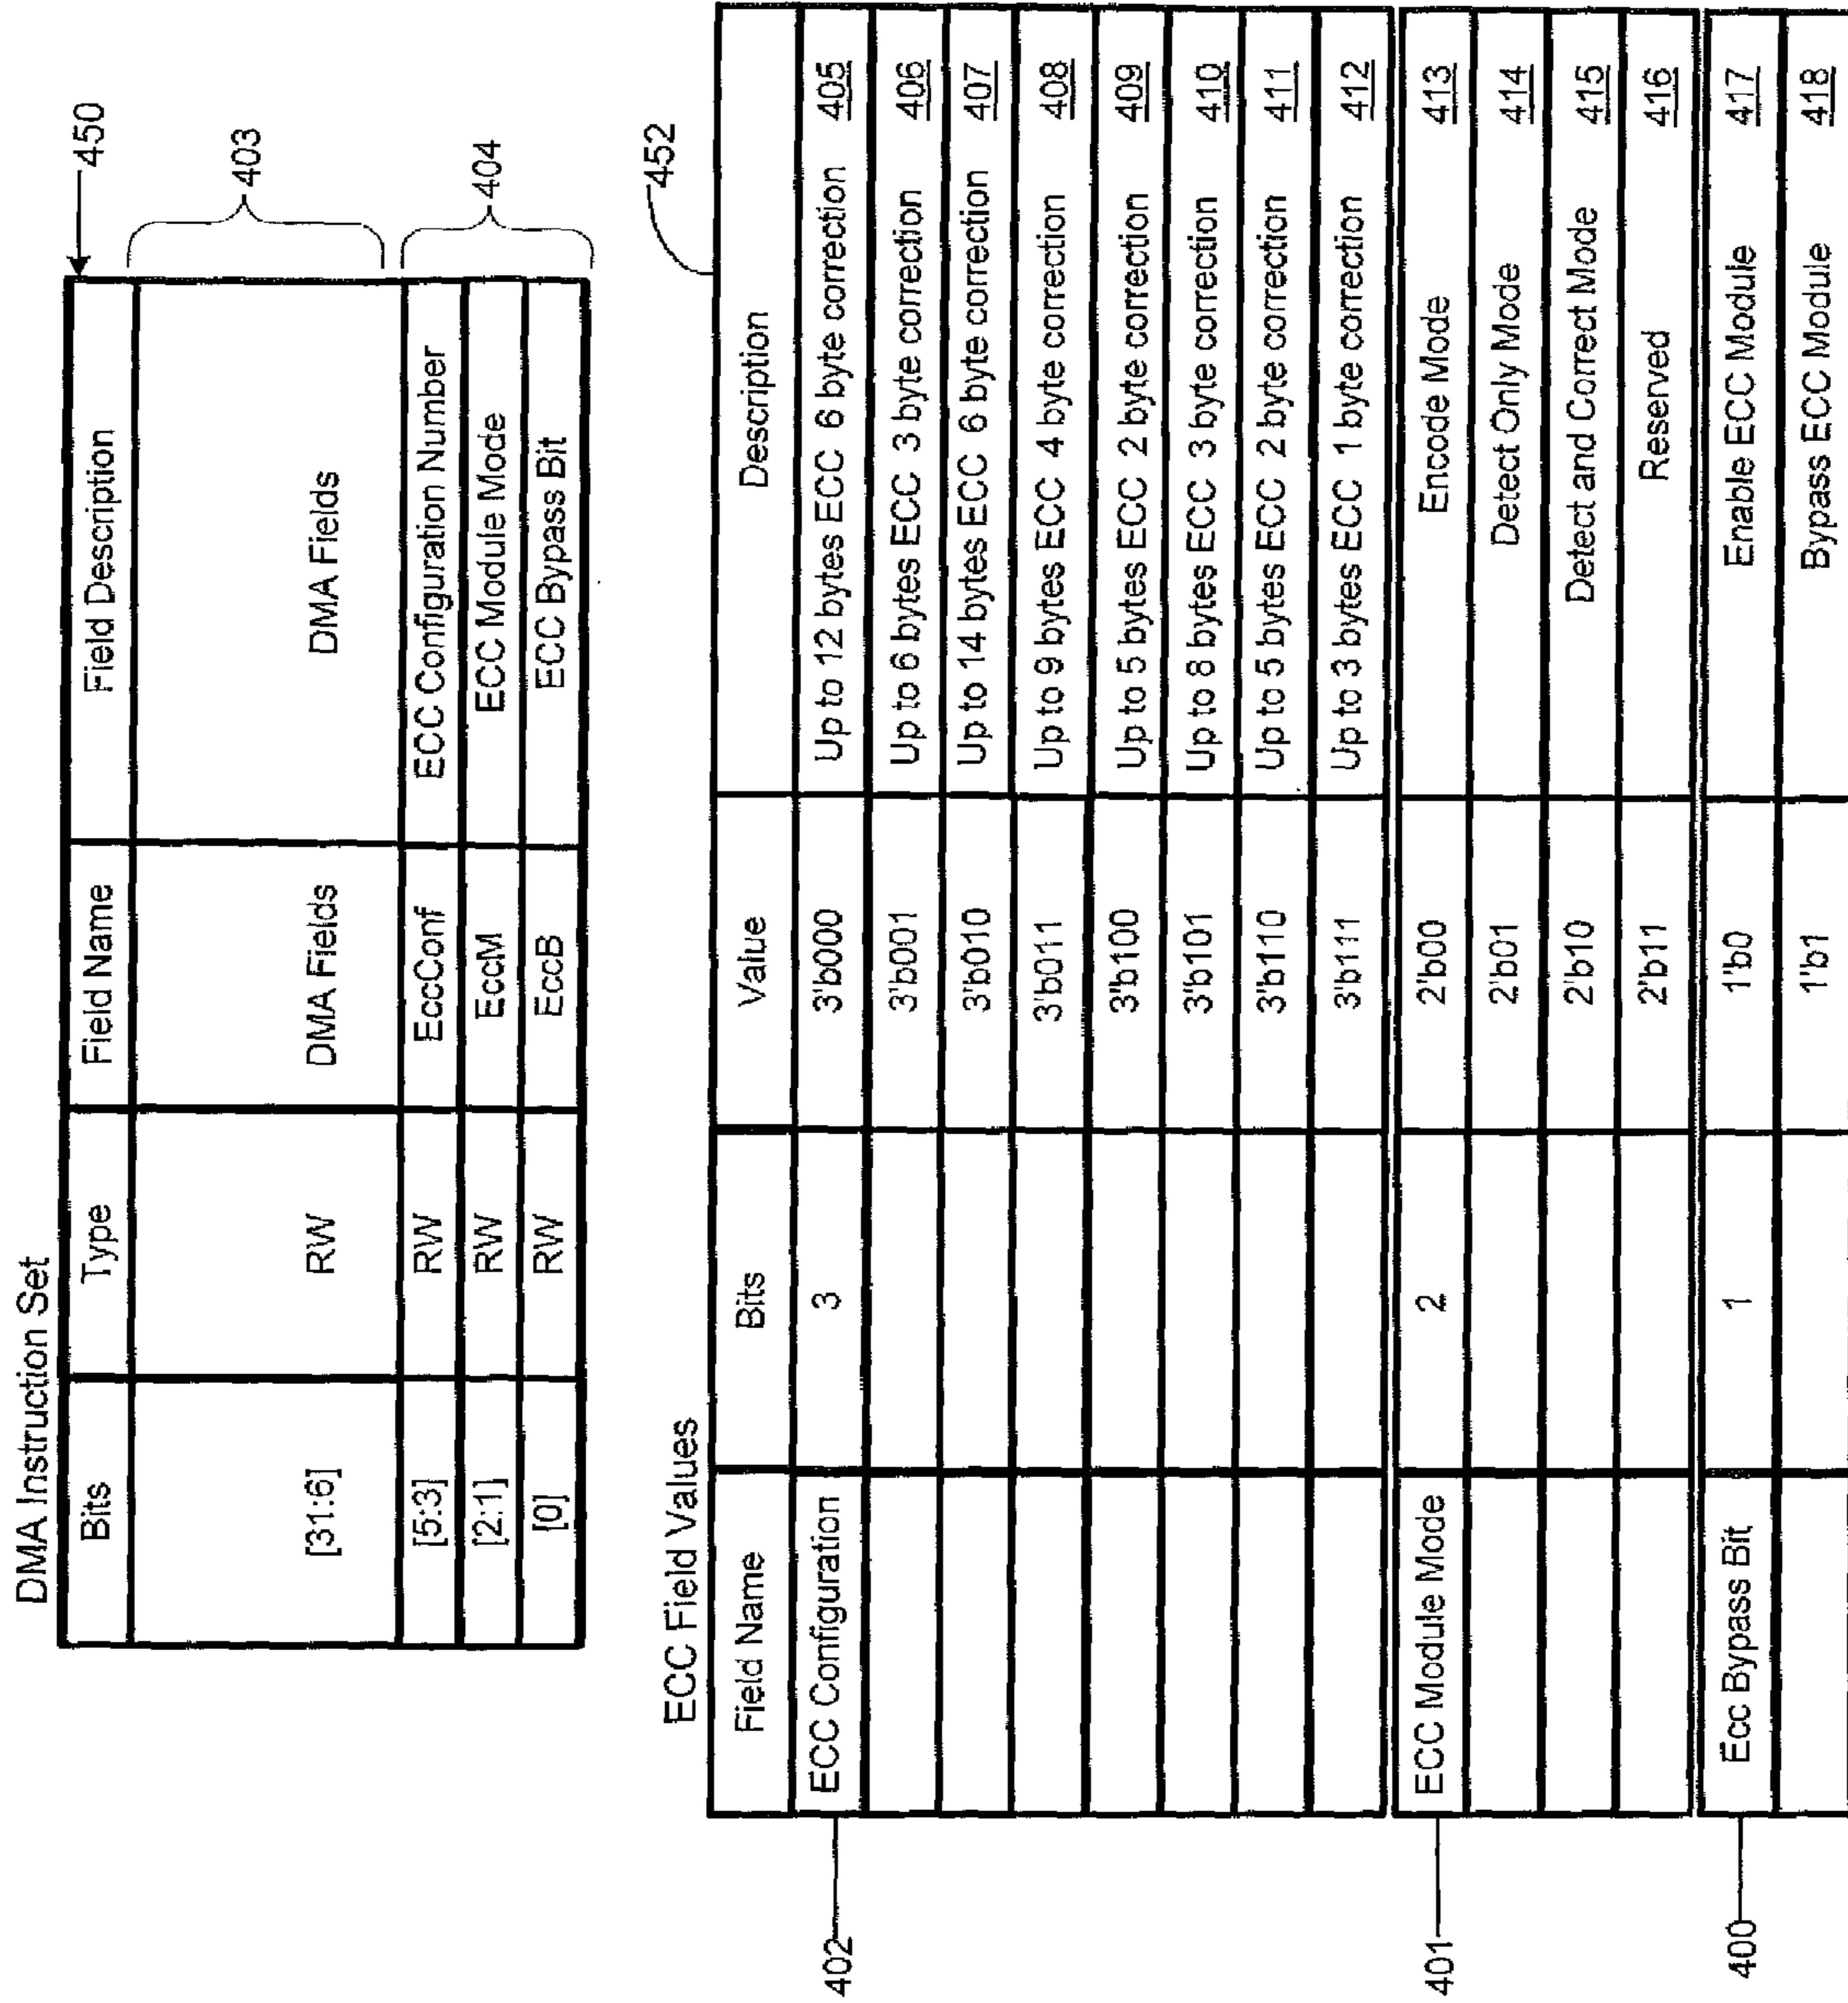 DMA Instruction Set
Bits Type Field Name Field Description 450
[31:6] RW DMA Fields DMA Fields 403
[5:3] RW EccConf ECC Configuration Number 404
[2:1] RW EccM ECC Module Mode
[0] RW EccB ECC Bypass Bit
ECC Field Values 452
Field Name Bits Value Description
402 ECC Configuration 3 3'b000 Up to 12 bytes ECC 6 byte correction 405
3'b001 Up to 6 bytes ECC 3 byte correction 406
3'b010 Up to 14 bytes ECC 6 byte correction 407
3'b011 Up to 9 bytes ECC 4 byte correction 408
3'b100 Up to 5 bytes ECC 2 byte correction 409
3'b101 Up to 8 bytes ECC 3 byte correction 410
3'b110 Up to 5 bytes ECC 2 byte correction 411
3'b111 Up to 3 bytes ECC 1 byte correction 412
401 ECC Module Mode 2 2'b00 Encode Mode 413
2'b01 Detect Only Mode 414
2'b10 Detect and Correct Mode 415
2'b11 Reserved 416
400 Ecc Bypass Bit 1 1'b0 Enable ECC Module 417
1'b1 Bypass ECC Module 418